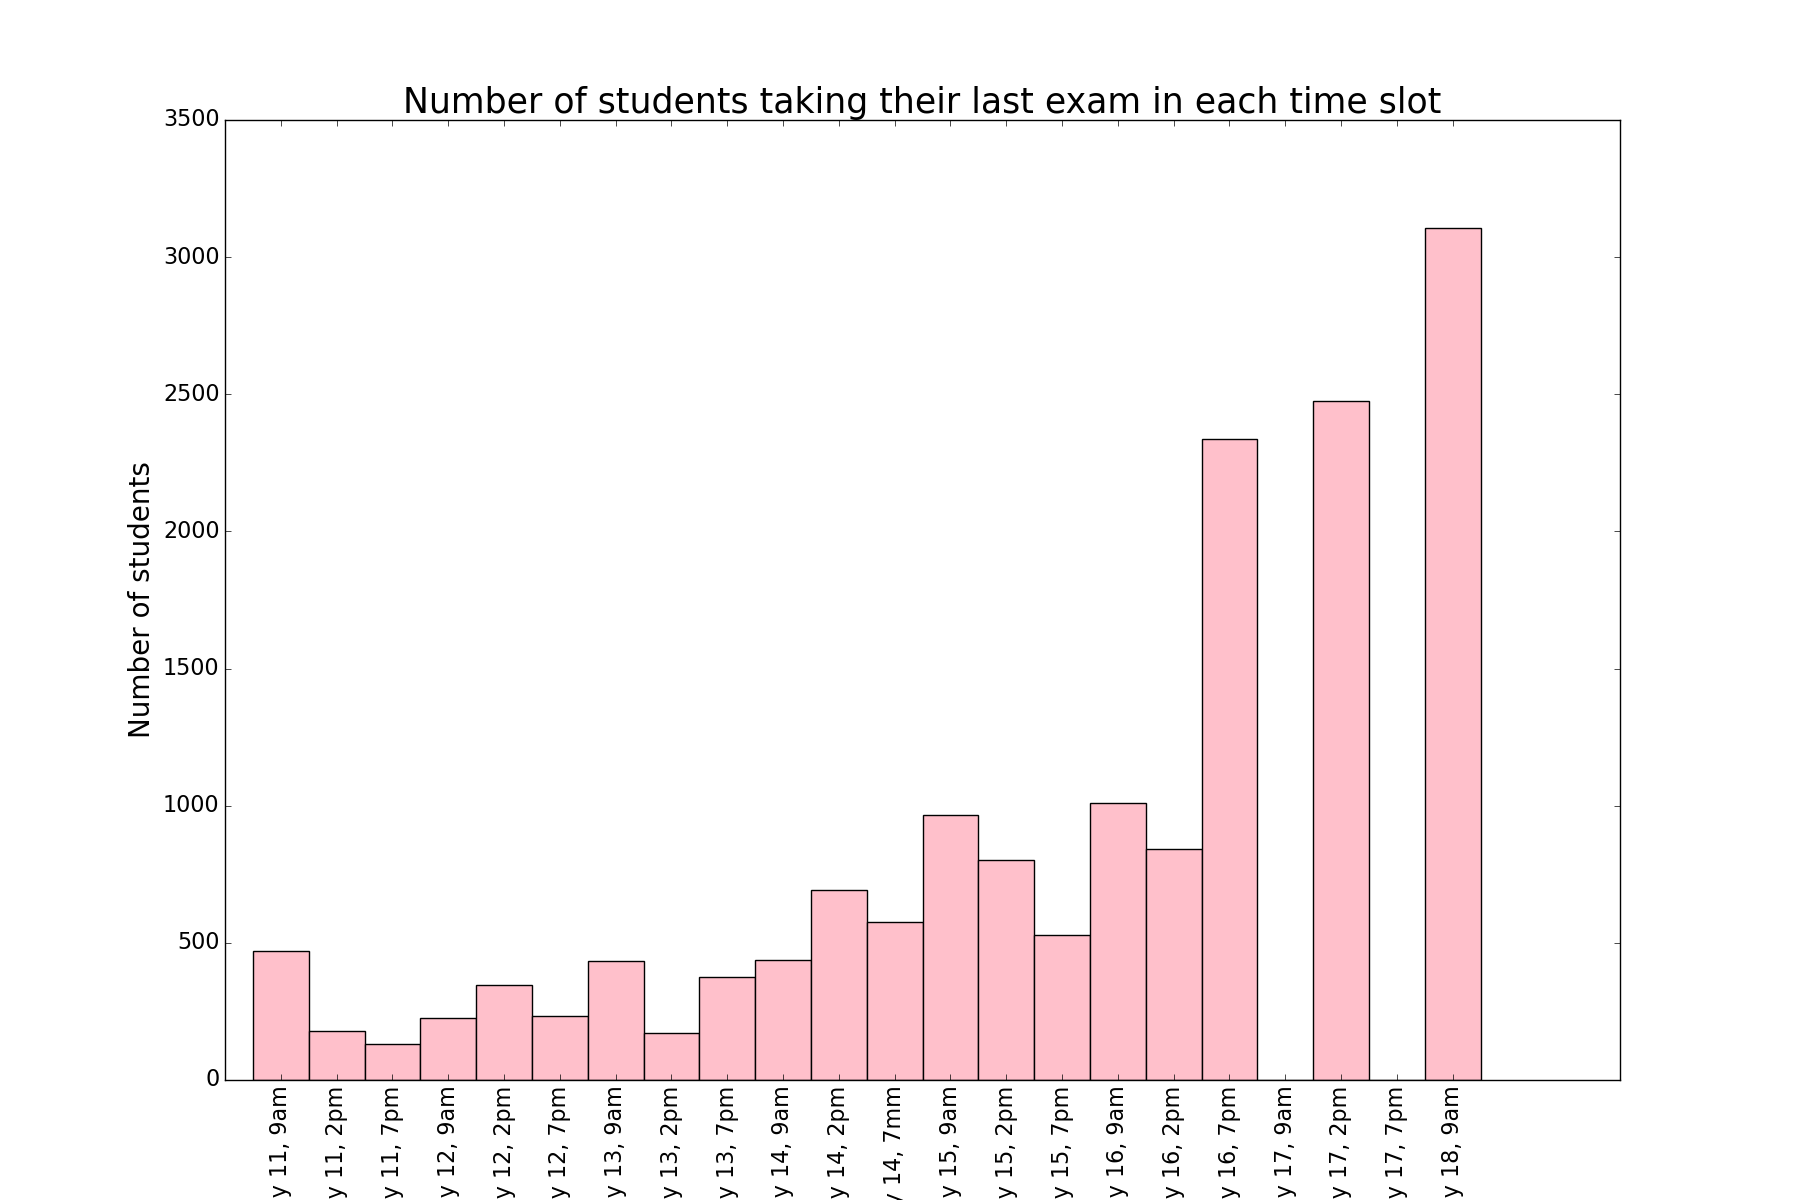 Number of students taking their last exam in each time slot
Number of students
3500
3000
2500
2000
1500
1000
500
0
y 11, 9am
y 11, 2pm
y 11, 7pm
y 12, 9am
y 12, 2pm
y 12, 7pm
y 13, 9am
y 13, 2pm
y 13, 7pm
y 14, 9am
y 14, 2pm
y 14, 7mm
y 15, 9am
y 15, 2pm
y 15, 7pm
y 16, 9am
y 16, 2pm
y 16, 7pm
y 17, 9am
y 17, 2pm
y 17, 7pm
y 18, 9am